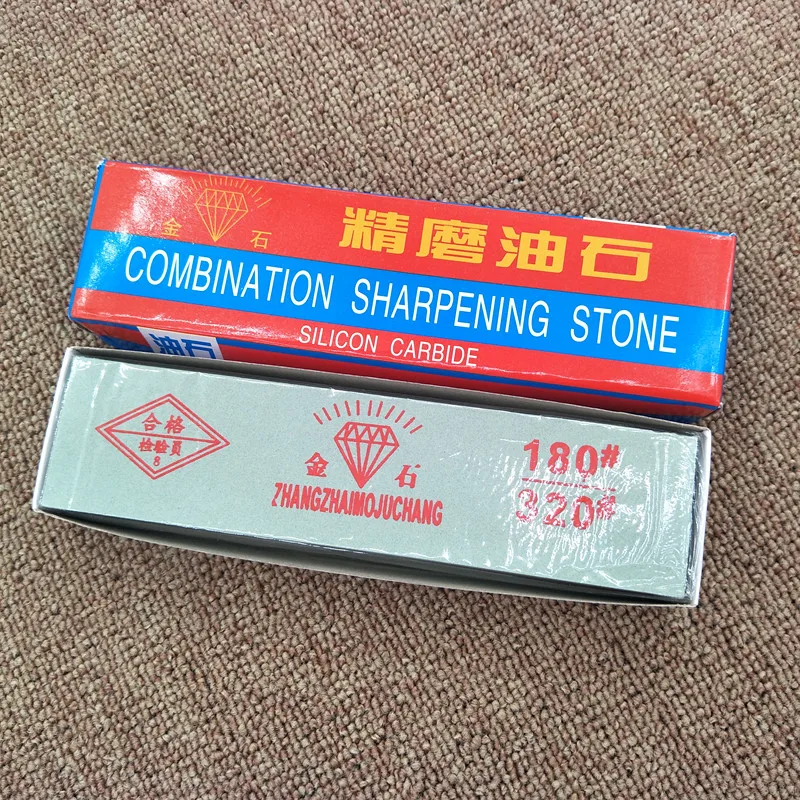 金 石
精磨油石
COMBINATION SHARPENING STONE
SILICON CARBIDE
油石
合格
检验员
8
金 石
ZHANGZHAIMOJUCHANG
180#
320#